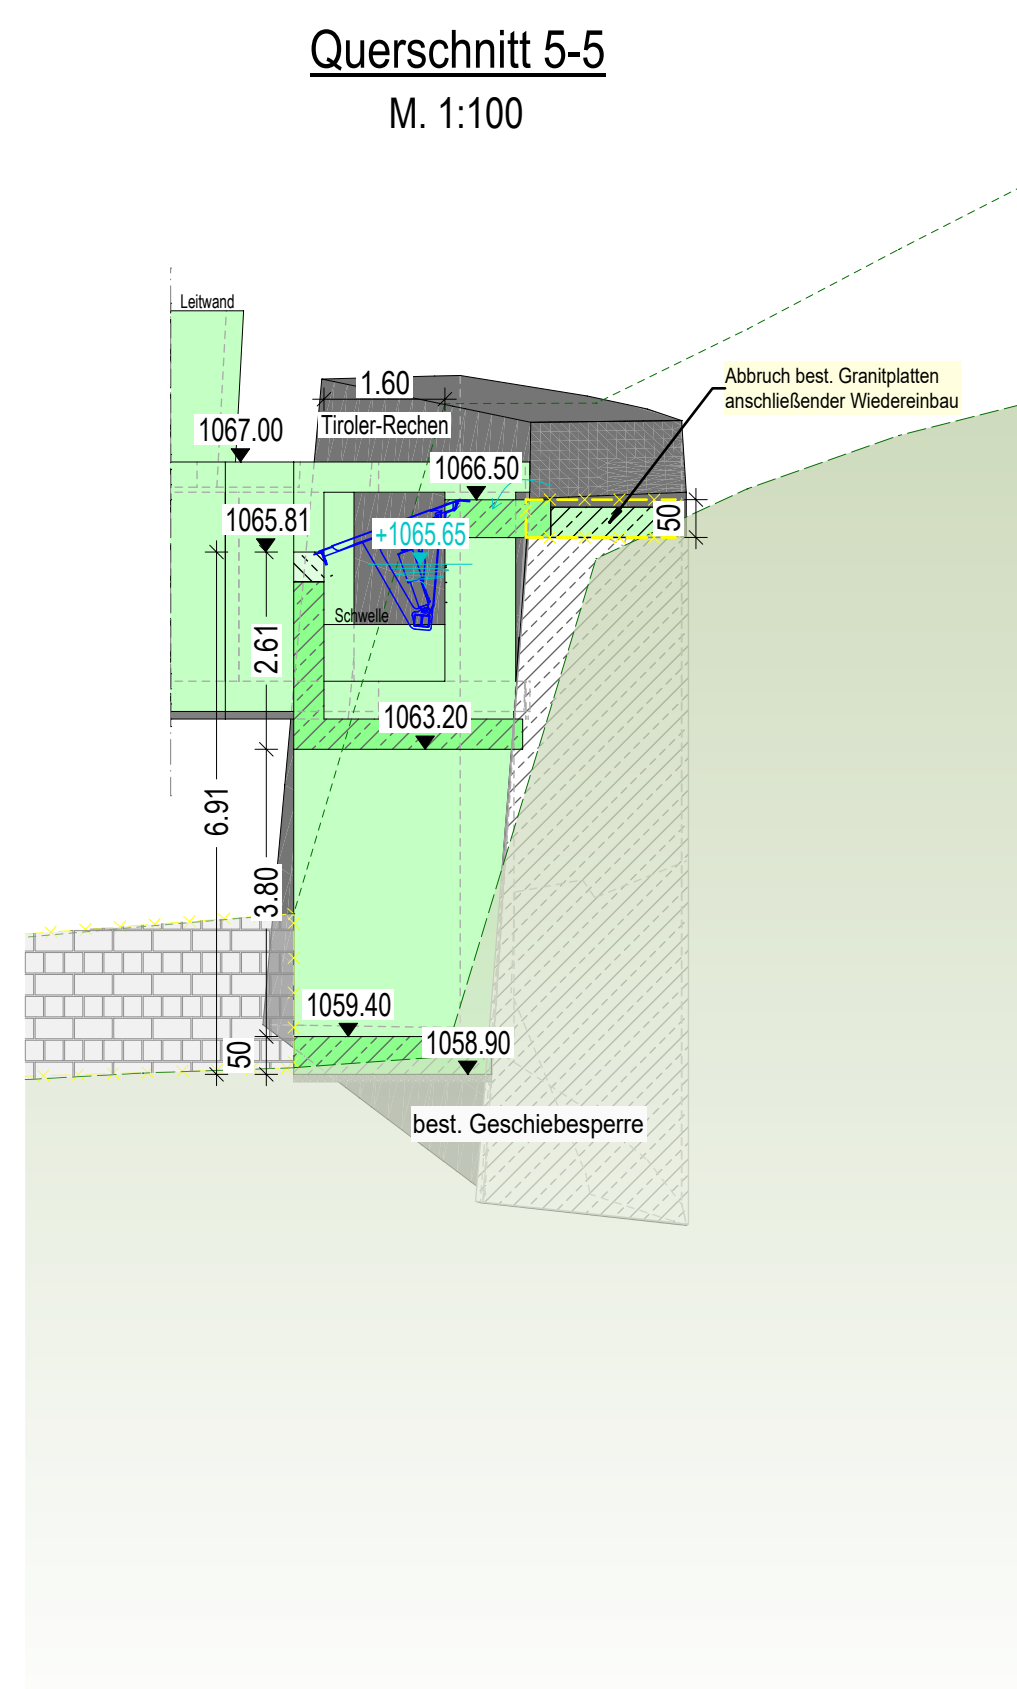 Querschnitt 5-5
M. 1:100
Leitwand
1.60
Abbruch best. Granitplatten
anschließender Wiedereinbau
Tiroler-Rechen
1067.00
1066.50
1065.81
+1065.65
50
Schwelle
2.61
1063.20
6.91
3.80
1059.40
1058.90
50
best. Geschiebesperre